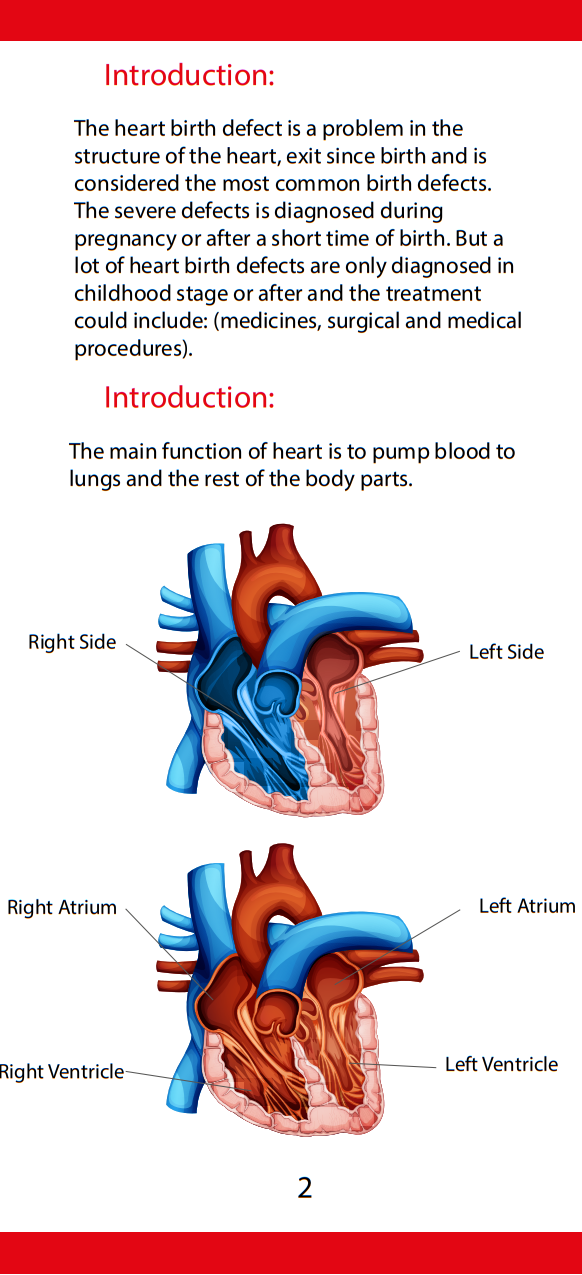 Introduction:
The heart birth defect is a problem in the
structure of the heart, exit since birth and is
considered the most common birth defects.
The severe defects is diagnosed during
pregnancy or after a short time of birth. But a
lot of heart birth defects are only diagnosed in
childhood stage or after and the treatment
could include: (medicines, surgical and medical
procedures).
Introduction:
The main function of heart is to pump blood to
lungs and the rest of the body parts.
Right Side
Left Side
Right Atrium
Left Atrium
Right Ventricle
Left Ventricle
2